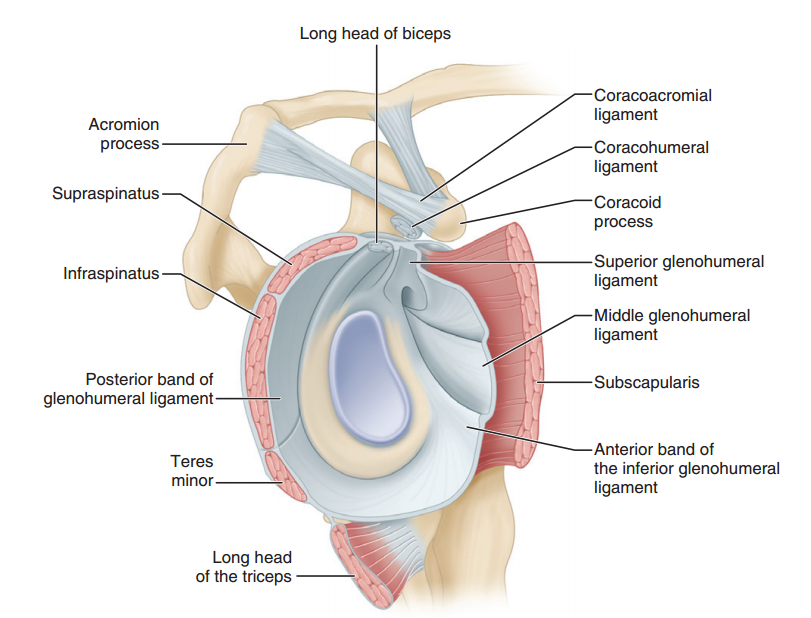 Long head of biceps
Acromion
process
Supraspinatus
Infraspinatus
Posterior band of
glenohumeral ligament
Teres
minor
Long head
of the triceps
Coracoacromial
ligament
Coracohumeral
ligament
Coracoid
process
Superior glenohumeral
ligament
Middle glenohumeral
ligament
Subscapularis
Anterior band of
the inferior glenohumeral
ligament